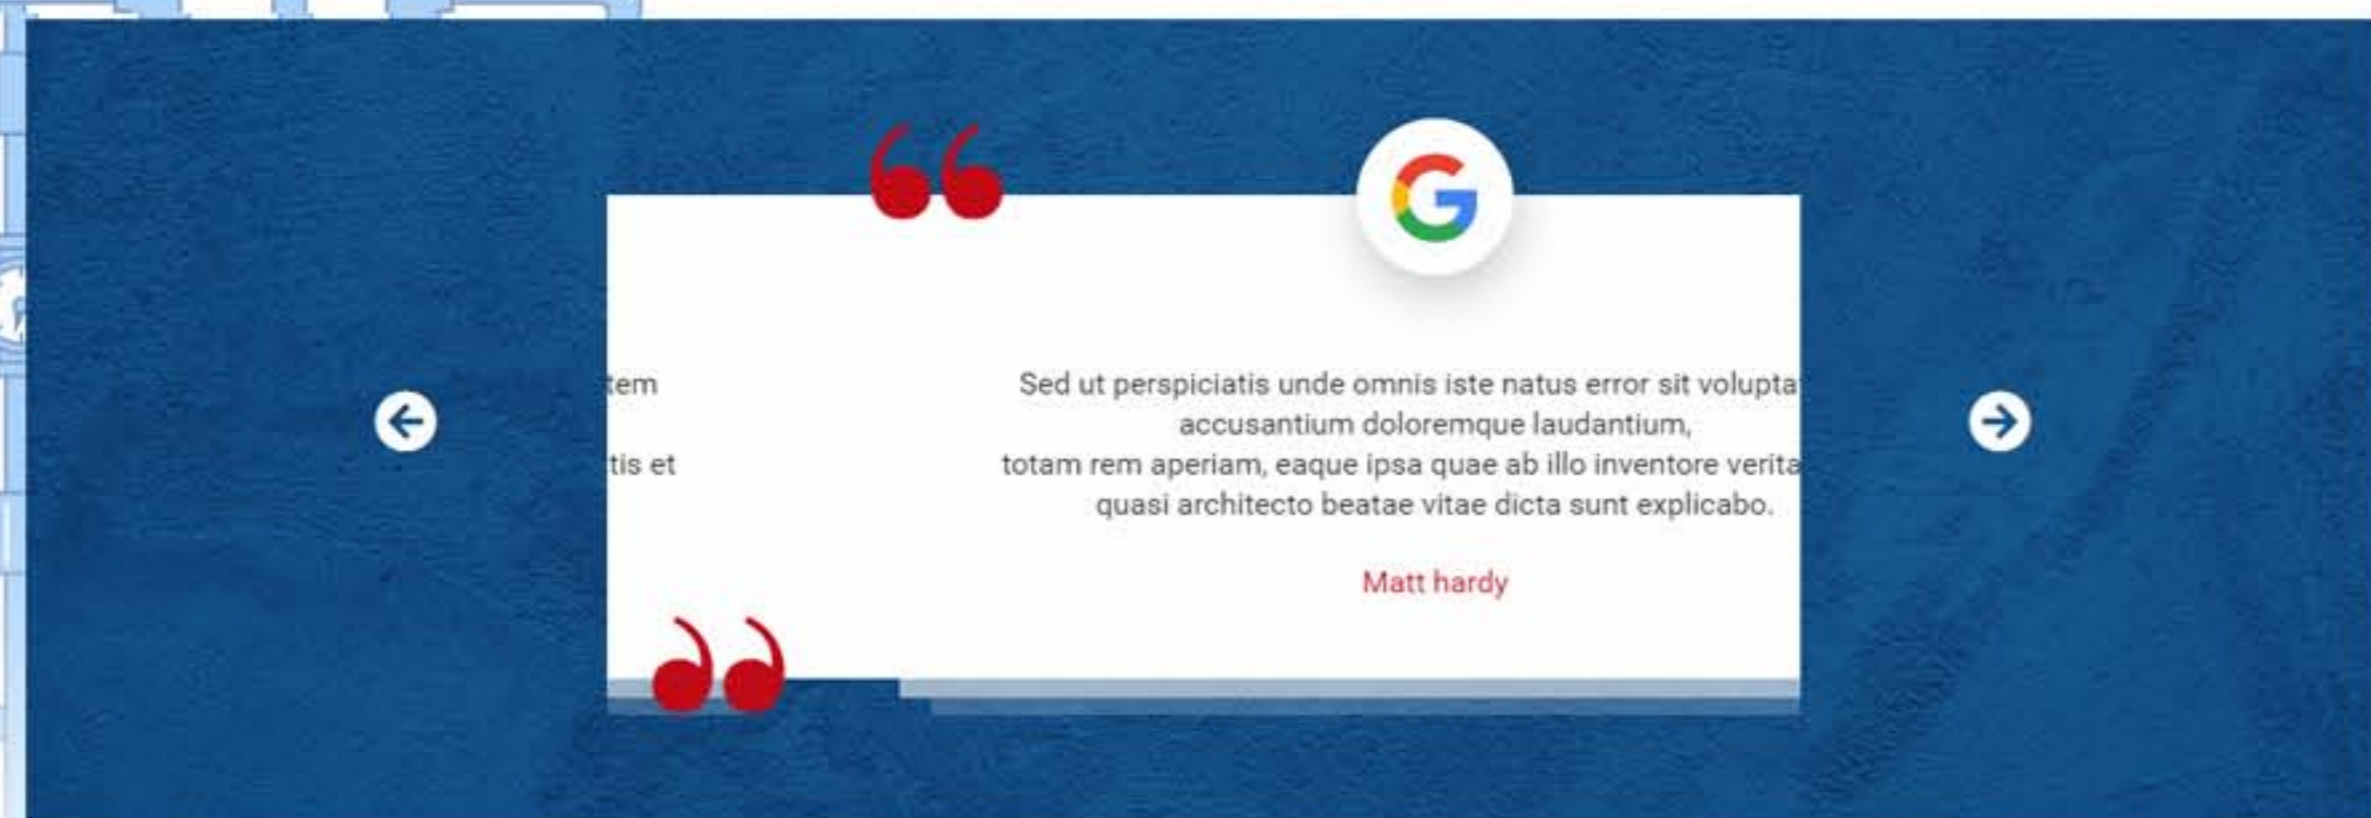 tem
tis et
Sed ut perspiciatis unde omnis iste natus error sit volupta
accusantium doloremque laudantium,
totam rem aperiam, eaque ipsa quae ab illo inventore verita
quasi architecto beatae vitae dicta sunt explicabo.
Matt hardy